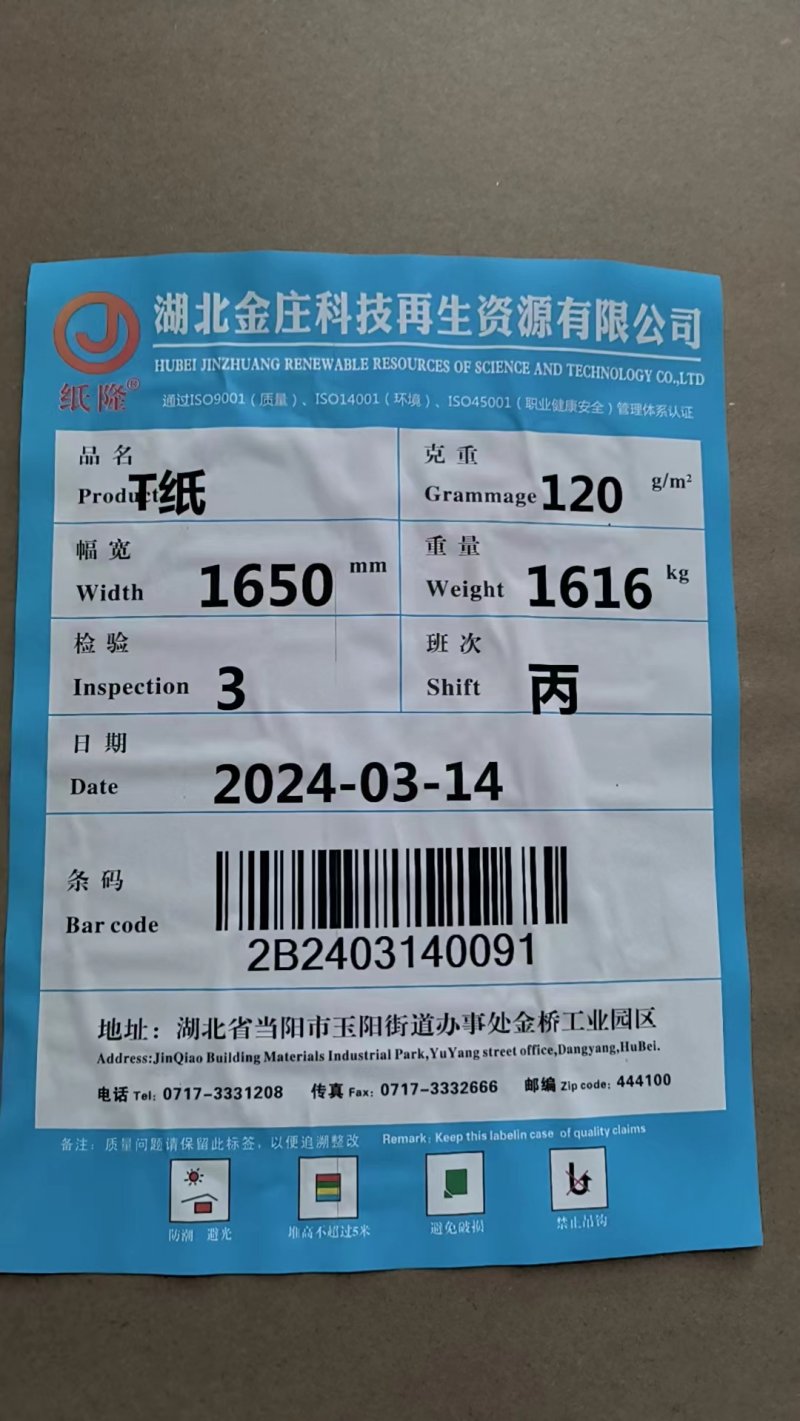 湖北金庄科技再生资源有限公司
HUBEI JINZHUANG RENEWABLE RESOURCES OF SCIENCE AND TECHNOLOGY CO.,LTD
纸隆®
通过ISO9001（质量）、ISO14001（环境）、ISO45001（职业健康安全）管理体系认证
品名
Product T纸
克重
Grammage 120 g/m²
幅宽
Width 1650 mm
重量
Weight 1616 kg
检验
Inspection 3
班次
Shift 丙
日期
Date 2024-03-14
条码
Bar code
2B2403140091
地址：湖北省当阳市玉阳街道办事处金桥工业园区
Address:JinQiao Building Materials Industrial Park,YuYang street office,Dangyang,HuBei.
电话 Tel: 0717-3331208 传真 Fax: 0717-3332666 邮编 Zip code: 444100
备注：质量问题请保留此标签，以便追溯整改 Remark: Keep this labelin case of quality claims
防潮 避光 堆高不超过5米 避免破损 禁止吊钩